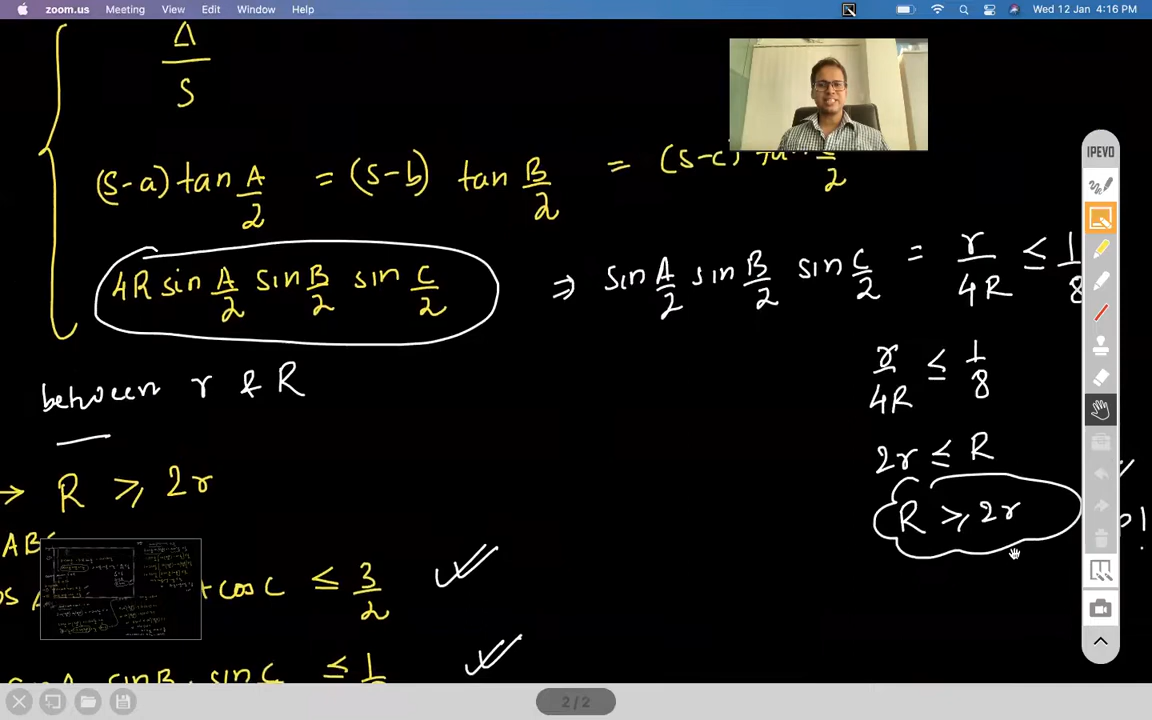 zoom.us Meeting View Edit Window Help Wed 12 Jan 4:16 PM
Δ/S
(s-a) tan A/2 = (s-b) tan B/2 = (s-c)
IPEVO
4R sin A/2 sin B/2 sin C/2 ⇒ sin A/2 sin B/2 sin C/2 = r/4R ≤ 1/8
r/4R ≤ 1/8
between r & R
2r ≤ R
→ R ≥ 2r
R ≥ 2r
+ cos C ≤ 3/2
sin B . sin C ≤
2/2